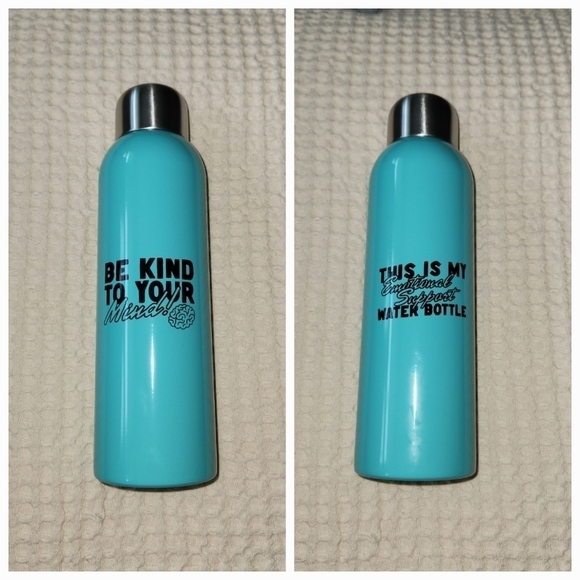 BE KIND
TO YOUR
Mind!
THIS IS MY
Emotional
Support
WATER BOTTLE